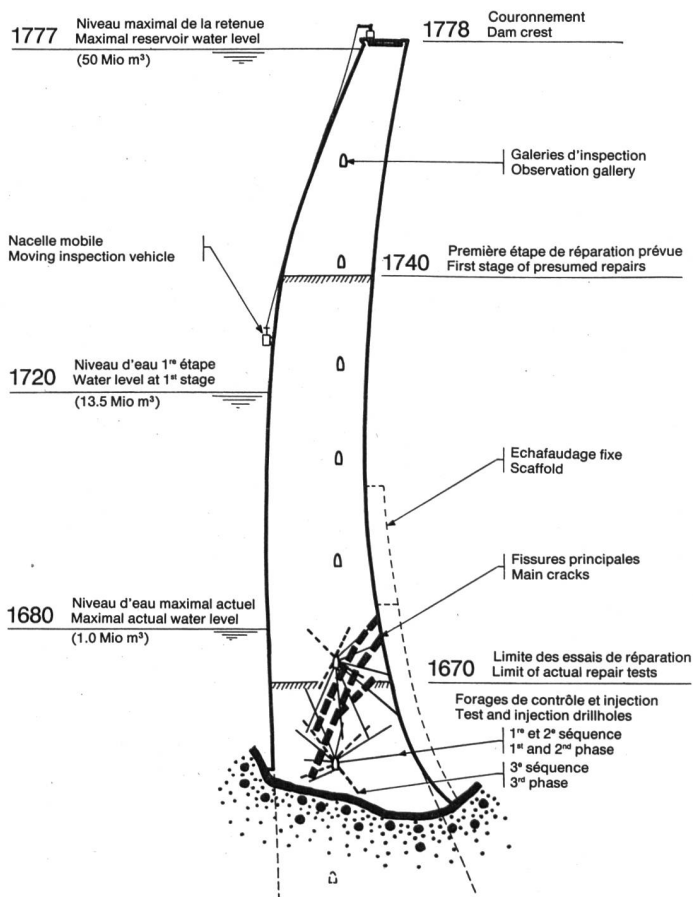 1777
Niveau maximal de la retenue
Maximal reservoir water level
(50 Mio m³)
1778
Couronnement
Dam crest
Galeries d'inspection
Observation gallery
Nacelle mobile
Moving inspection vehicle
1740
Première étape de réparation prévue
First stage of presumed repairs
1720
Niveau d'eau 1ʳᵉ étape
Water level at 1ˢᵗ stage
(13.5 Mio m³)
Echafaudage fixe
Scaffold
Fissures principales
Main cracks
1680
Niveau d'eau maximal actuel
Maximal actual water level
(1.0 Mio m³)
1670
Limite des essais de réparation
Limit of actual repair tests
Forages de contrôle et injection
Test and injection drillholes
1ʳᵉ et 2ᵉ séquence
1ˢᵗ and 2ⁿᵈ phase
3ᵉ séquence
3ʳᵈ phase